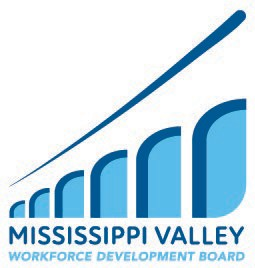 MISSISSIPPI VALLEY
WORKFORCE DEVELOPMENT BOARD